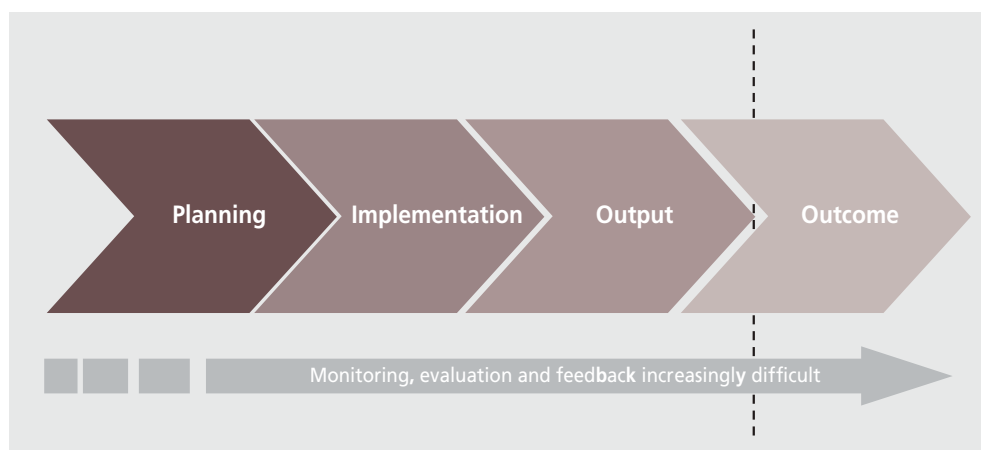 Planning
Implementation
Output
Outcome
Monitoring, evaluation and feedback increasingly difficult